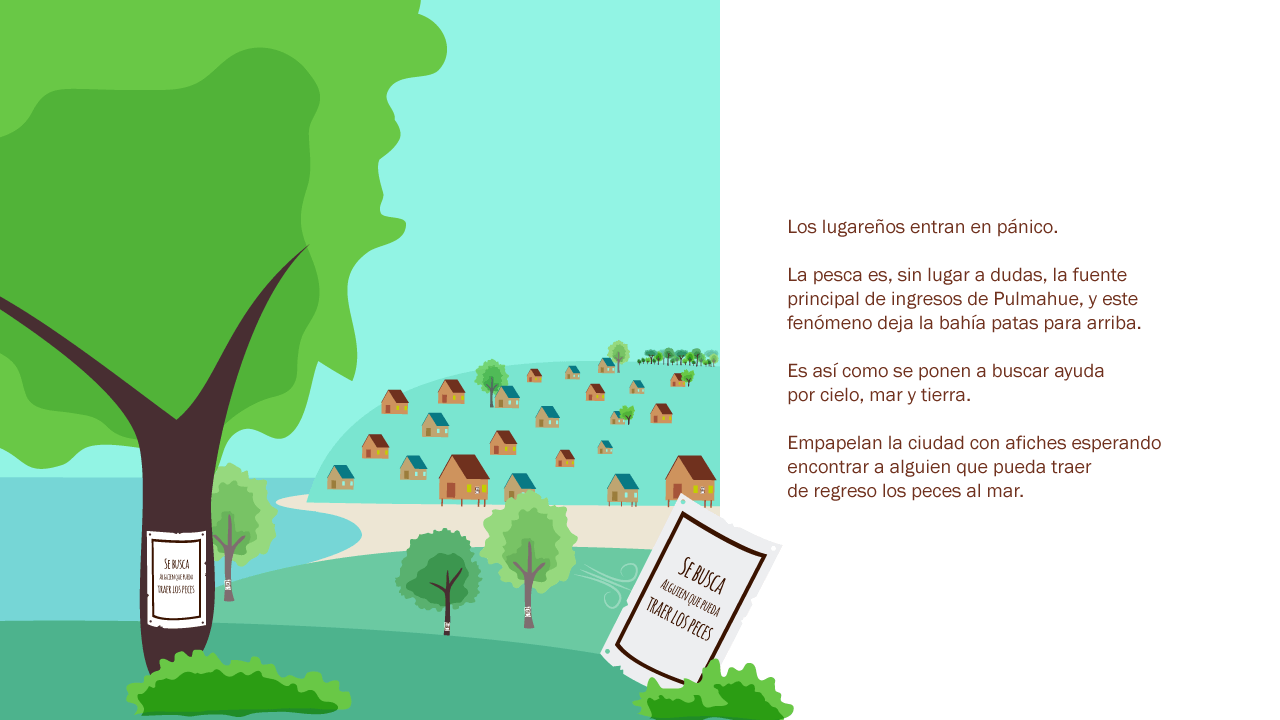 Los lugareños entran en pánico.
La pesca es, sin lugar a dudas, la fuente
principal de ingresos de Pulmahue, y este
fenómeno deja la bahía patas para arriba.
Es así como se ponen a buscar ayuda
por cielo, mar y tierra.
Empapelan la ciudad con afiches esperando
encontrar a alguien que pueda traer
de regreso los peces al mar.
Se busca
alguien que pueda
traer los peces
Se busca
alguien que pueda
traer los peces